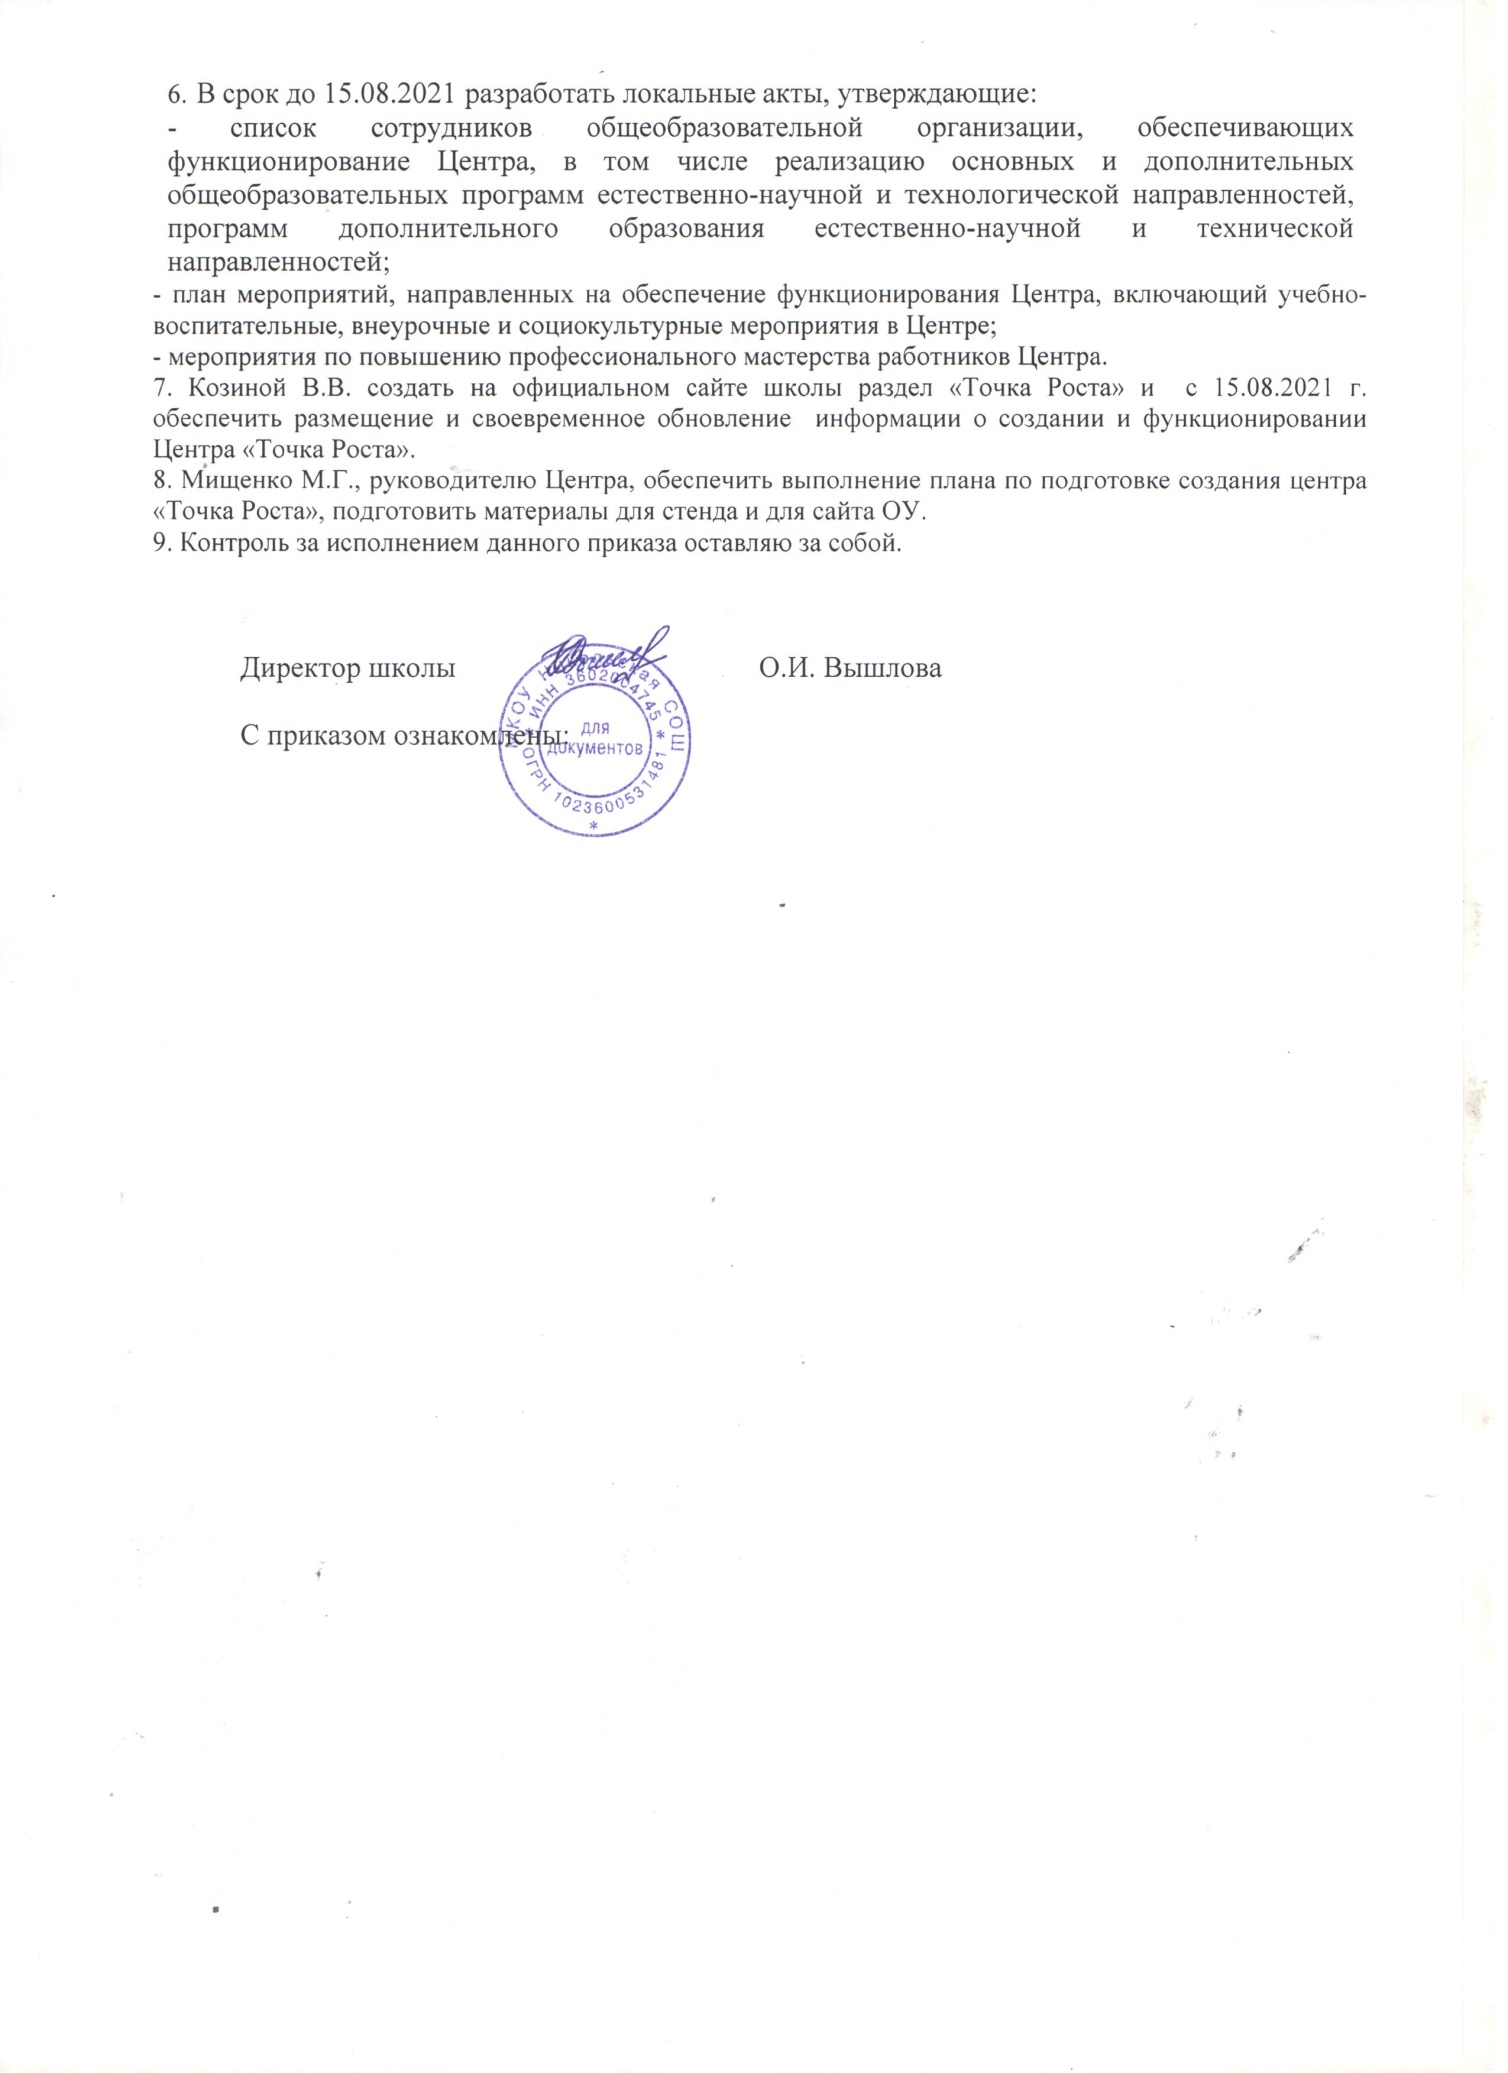 6. В срок до 15.08.2021 разработать локальные акты, утверждающие:
- список сотрудников общеобразовательной организации, обеспечивающих
функционирование Центра, в том числе реализацию основных и дополнительных
общеобразовательных программ естественно-научной и технологической направленностей,
программ дополнительного образования естественно-научной и технической
направленностей;
- план мероприятий, направленных на обеспечение функционирования Центра, включающий учебно-
воспитательные, внеурочные и социокультурные мероприятия в Центре;
- мероприятия по повышению профессионального мастерства работников Центра.
7. Козиной В.В. создать на официальном сайте школы раздел «Точка Роста» и с 15.08.2021 г.
обеспечить размещение и своевременное обновление информации о создании и функционировании
Центра «Точка Роста».
8. Мищенко М.Г., руководителю Центра, обеспечить выполнение плана по подготовке создания центра
«Точка Роста», подготовить материалы для стенда и для сайта ОУ.
9. Контроль за исполнением данного приказа оставляю за собой.
Директор школы О.И. Вышлова
С приказом ознакомлены:
МКОУ СОШ
* ИНН 3602004745 *
ОГРН 1023600531481
для
документов
*